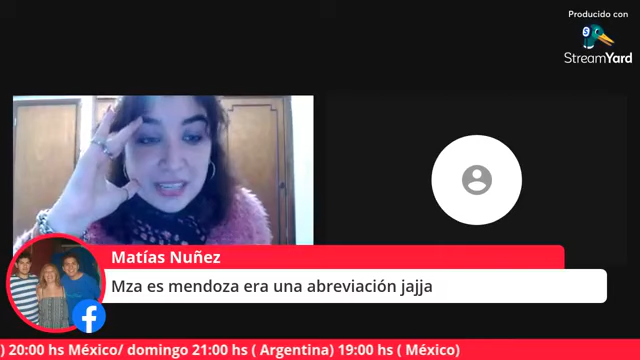 Producido con
StreamYard
Matías Nuñez
Mza es mendoza era una abreviación jajja
) 20:00 hs México/ domingo 21:00 hs ( Argentina) 19:00 hs ( México)